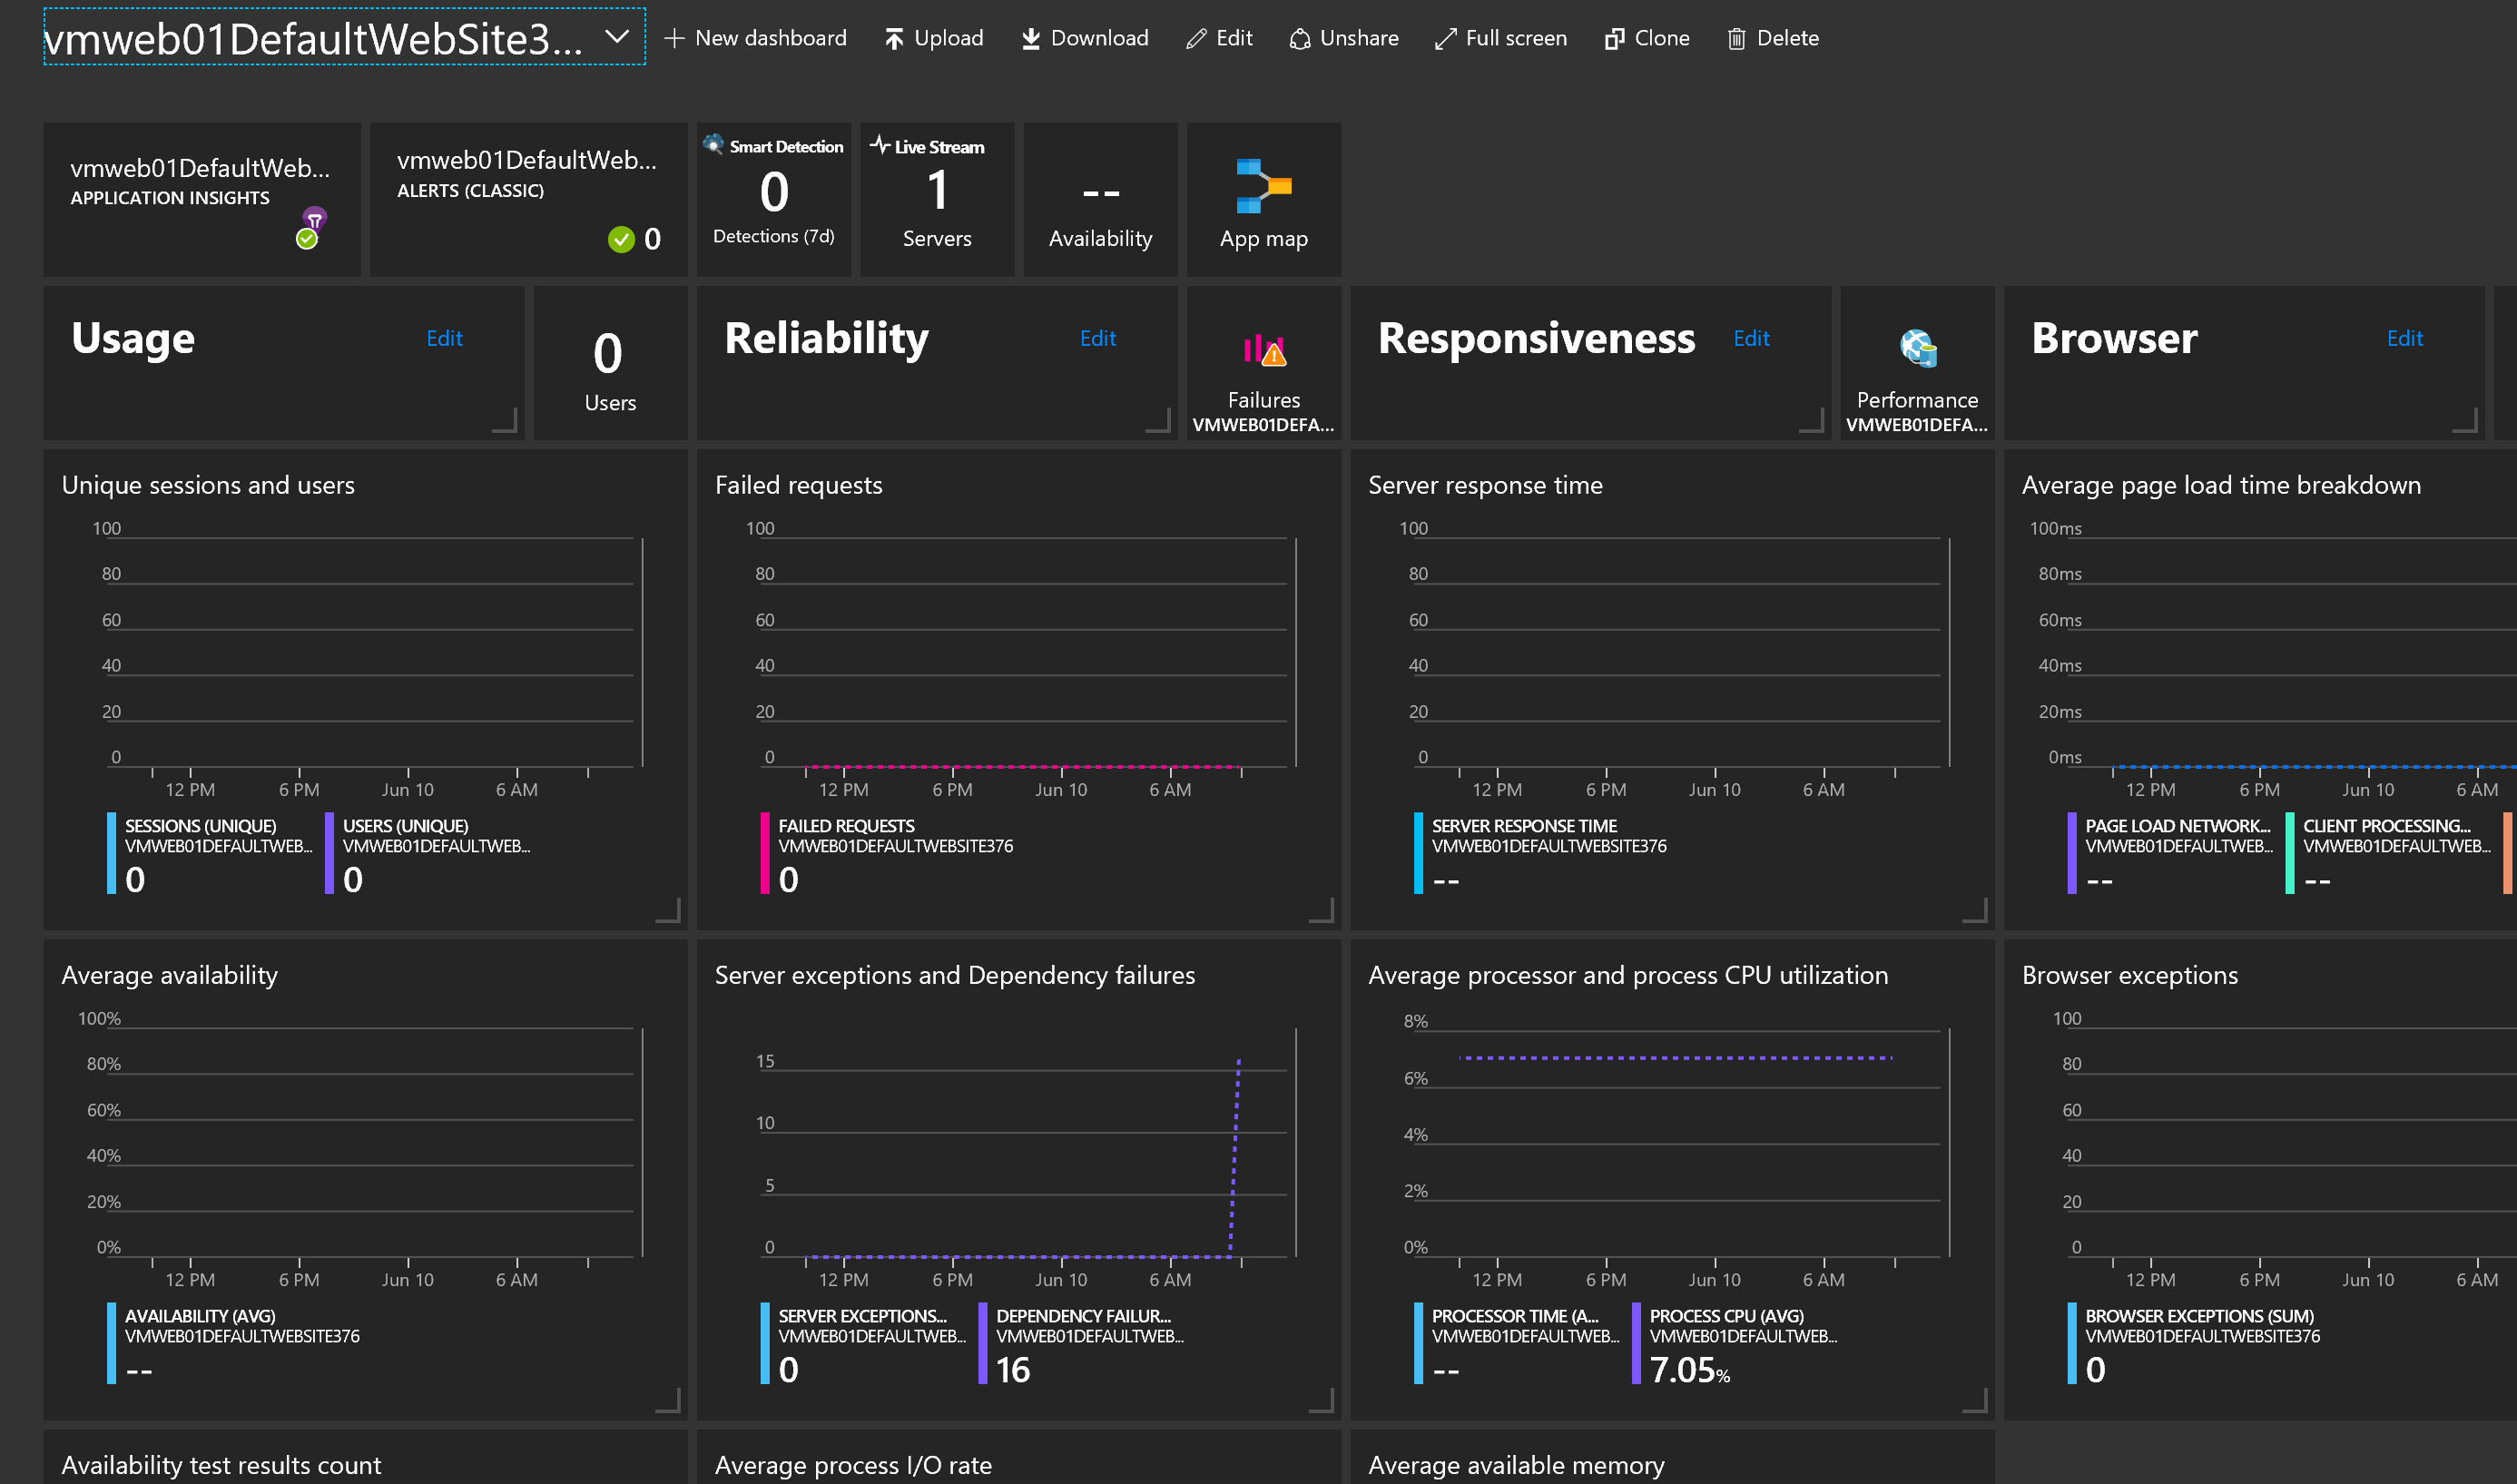 vmweb01DefaultWebSite3...
New dashboard
Upload
Download
Edit
Unshare
Full screen
Clone
Delete
vmweb01DefaultWeb...
APPLICATION INSIGHTS
vmweb01DefaultWeb...
ALERTS (CLASSIC)
0
Smart Detection
0
Detections (7d)
Live Stream
1
Servers
--
Availability
App map
Usage
Edit
0
Users
Reliability
Edit
Failures
VMWEB01DEFA...
Responsiveness
Edit
Performance
VMWEB01DEFA...
Browser
Edit
Unique sessions and users
100
80
60
40
20
0
12 PM 6 PM Jun 10 6 AM
SESSIONS (UNIQUE)
VMWEB01DEFAULTWEB...
0
USERS (UNIQUE)
VMWEB01DEFAULTWEB...
0
Failed requests
100
80
60
40
20
0
12 PM 6 PM Jun 10 6 AM
FAILED REQUESTS
VMWEB01DEFAULTWEBSITE376
0
Server response time
100
80
60
40
20
0
12 PM 6 PM Jun 10 6 AM
SERVER RESPONSE TIME
VMWEB01DEFAULTWEBSITE376
--
Average page load time breakdown
100ms
80ms
60ms
40ms
20ms
0ms
12 PM 6 PM Jun 10 6 AM
PAGE LOAD NETWORK...
VMWEB01DEFAULTWEB...
--
CLIENT PROCESSING...
VMWEB01DEFAULTWEB...
--
Average availability
100%
80%
60%
40%
20%
0%
12 PM 6 PM Jun 10 6 AM
AVAILABILITY (AVG)
VMWEB01DEFAULTWEBSITE376
--
Server exceptions and Dependency failures
15
10
5
0
12 PM 6 PM Jun 10 6 AM
SERVER EXCEPTIONS...
VMWEB01DEFAULTWEB...
0
DEPENDENCY FAILUR...
VMWEB01DEFAULTWEB...
16
Average processor and process CPU utilization
8%
6%
4%
2%
0%
12 PM 6 PM Jun 10 6 AM
PROCESSOR TIME (A...
VMWEB01DEFAULTWEB...
--
PROCESS CPU (AVG)
VMWEB01DEFAULTWEB...
7.05%
Browser exceptions
100
80
60
40
20
0
12 PM 6 PM Jun 10 6 AM
BROWSER EXCEPTIONS (SUM)
VMWEB01DEFAULTWEBSITE376
0
Availability test results count
Average process I/O rate
Average available memory